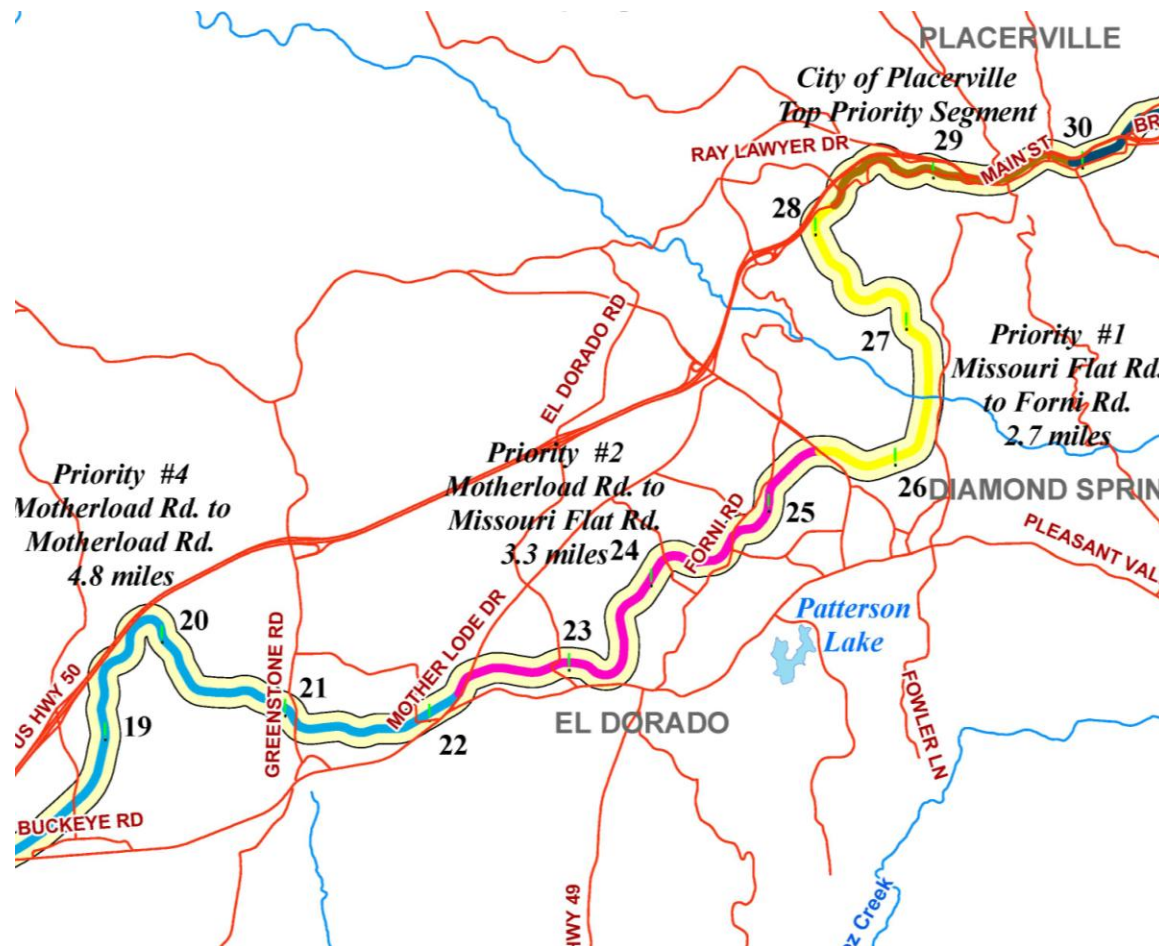 PLACERVILLE
City of Placerville
Top Priority Segment
29
30
BR
RAY LAWYER DR
MAIN ST
28
EL DORADO RD
27
Priority #1
Missouri Flat Rd.
to Forni Rd.
2.7 miles
Priority #2
Motherload Rd. to
Missouri Flat Rd.
3.3 miles
Priority #4
Motherload Rd. to
Motherload Rd.
4.8 miles
26
DIAMOND SPRIN
25
24
FORNI RD
PLEASANT VAL
Patterson
Lake
20
23
GREENSTONE RD
21
MOTHER LODE DR
US HWY 50
19
22
EL DORADO
FOWLER LN
BUCKEYE RD
HWY 49
oz Creek